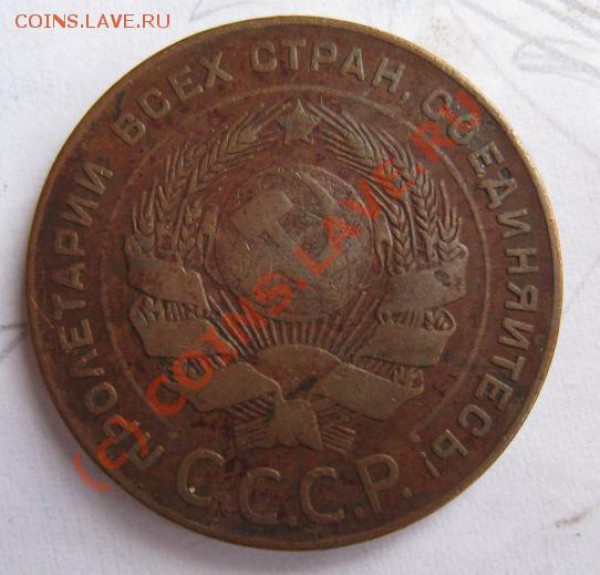 COINS.LAVE.RU
ПРОЛЕТАРИИ ВСЕХ СТРАН, СОЕДИНЯЙТЕСЬ!
С.С.С.Р.
(C) COINS.LAVE.RU